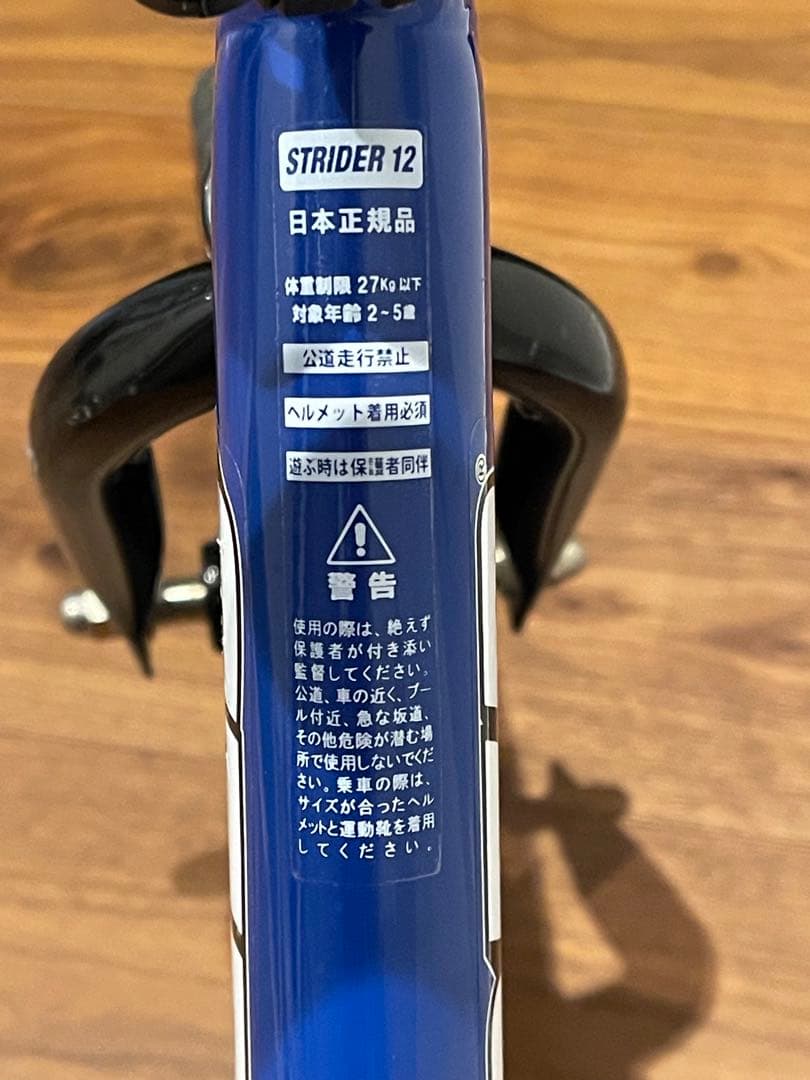 STRIDER 12
日本正規品
体重制限 27Kg 以下
対象年齢 2~5歳
公道走行禁止
ヘルメット着用必須
遊ぶ時は保護者同伴
®
警告
使用の際は、絶えず
保護者が付き添い
監督してください。
公道、車の近く、プー
ル付近、急な坂道、
その他危険が潜む場
所で使用しないでくだ
さい。乗車の際は、
サイズが合ったヘル
メットと運動靴を着用
してください。